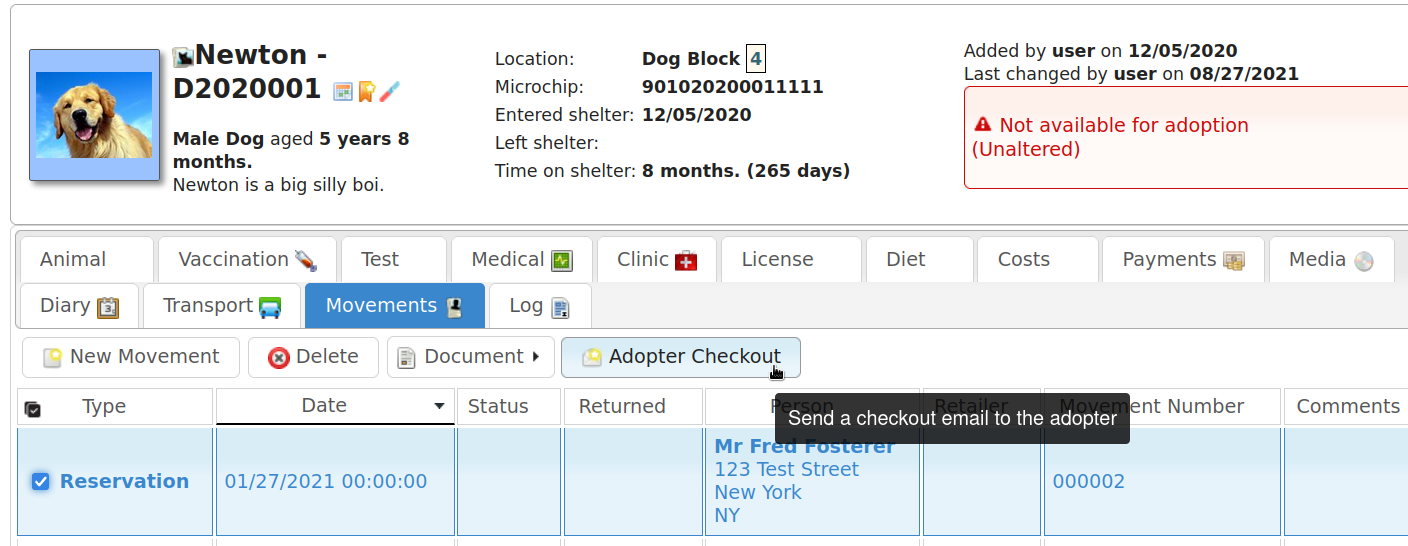 Newton -
D2020001
Male Dog aged 5 years 8
months.
Newton is a big silly boi.
Location: Dog Block 4
Microchip: 901020200011111
Entered shelter: 12/05/2020
Left shelter:
Time on shelter: 8 months. (265 days)
Added by user on 12/05/2020
Last changed by user on 08/27/2021
Not available for adoption
(Unaltered)
Animal Vaccination Test Medical Clinic License Diet Costs Payments Media
Diary Transport Movements Log
New Movement Delete Document Adopter Checkout
Type Date Status Returned Person Retailer Movement Number Comments
Send a checkout email to the adopter
Reservation 01/27/2021 00:00:00 Mr Fred Fosterer 000002
123 Test Street
New York
NY